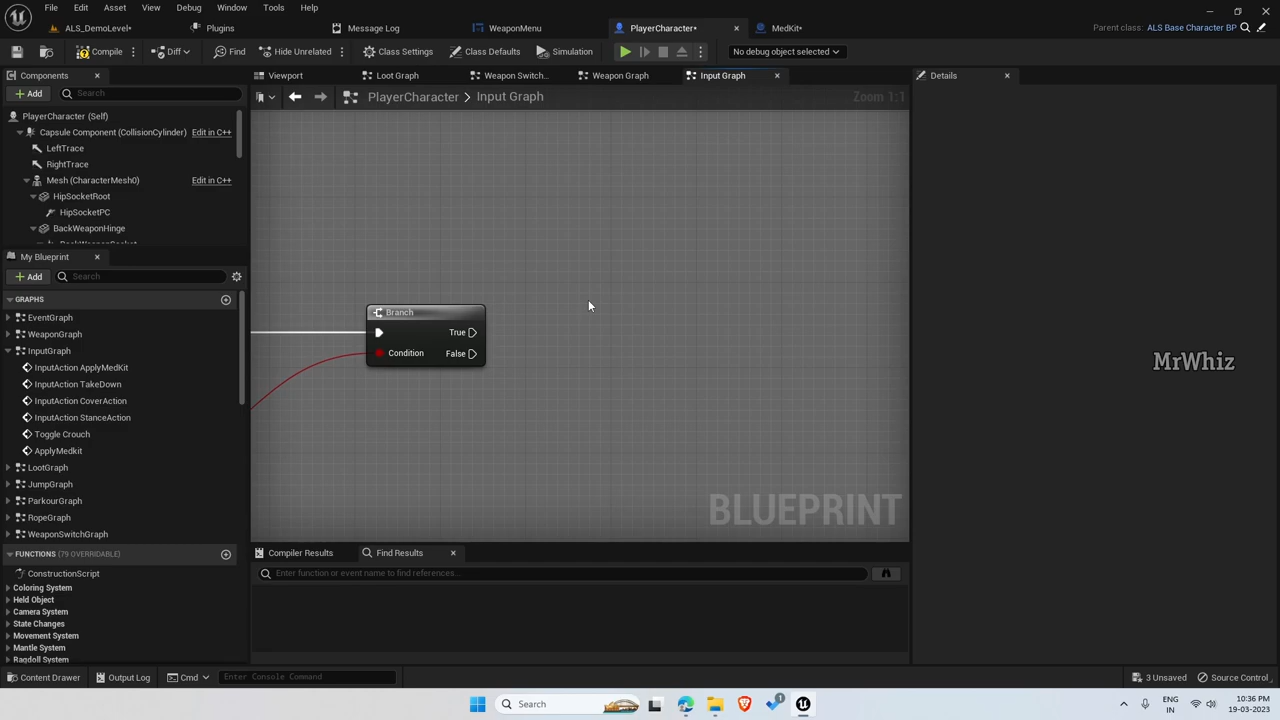 File Edit Asset View Debug Window Tools Help
ALS_DemoLevel* Plugins Message Log WeaponMenu PlayerCharacter* MedKit* Parent class: ALS Base Character BP
Compile Diff Find Hide Unrelated Class Settings Class Defaults Simulation No debug object selected
Components Viewport Loot Graph Weapon Switch... Weapon Graph Input Graph Details
Add Search PlayerCharacter > Input Graph Zoom 1:1
PlayerCharacter (Self)
Capsule Component (CollisionCylinder) Edit in C++
LeftTrace
RightTrace
Mesh (CharacterMesh0) Edit in C++
HipSocketRoot
HipSocketPC
BackWeaponHinge
BackWeaponSocket
My Blueprint
Add Search
GRAPHS
EventGraph
WeaponGraph
InputGraph
InputAction ApplyMedKit
InputAction TakeDown
InputAction CoverAction
InputAction StanceAction
Toggle Crouch
ApplyMedkit
LootGraph
JumpGraph
ParkourGraph
RopeGraph
WeaponSwitchGraph
FUNCTIONS (79 OVERRIDABLE)
ConstructionScript
Coloring System
Held Object
Camera System
State Changes
Movement System
Mantle System
Ragdoll System
Branch
True
Condition False
BLUEPRINT
MrWhiz
Compiler Results Find Results
Enter function or event name to find references...
Content Drawer Output Log Cmd Enter Console Command 3 Unsaved Source Control
Search 1 ENG IN 10:36 PM 19-03-2023